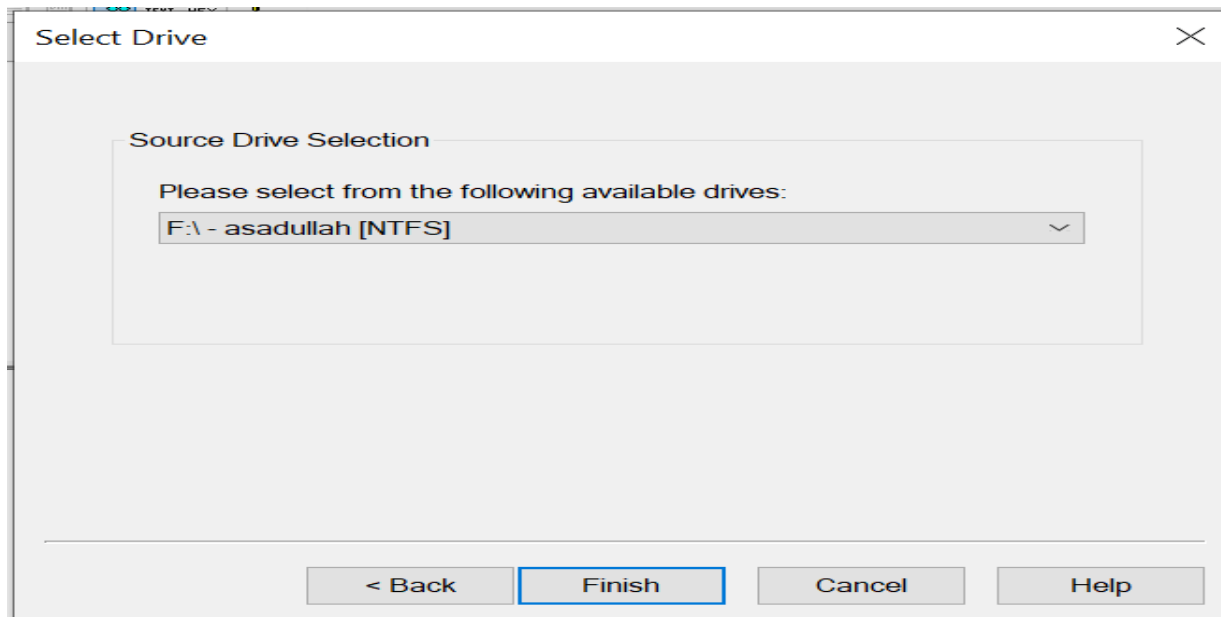 Select Drive
Source Drive Selection
Please select from the following available drives:
F:\ - asadullah [NTFS]
< Back
Finish
Cancel
Help